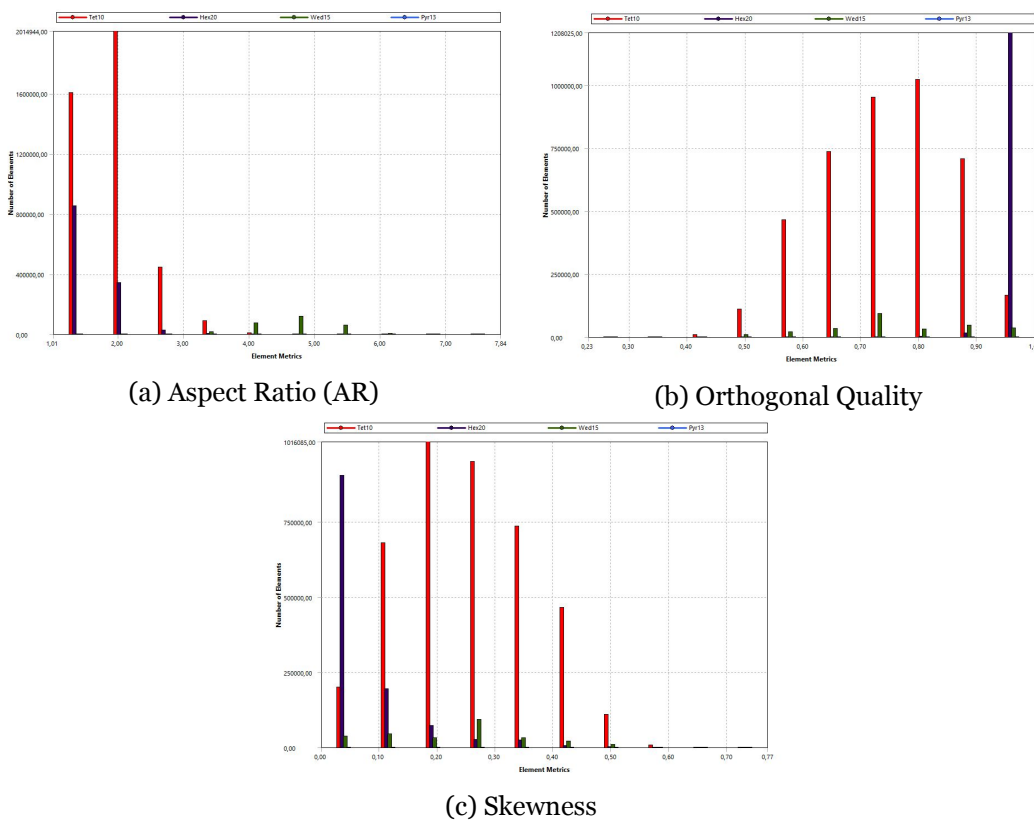 Tet10 Hex20 Wed15 Pyr13
2014944,00
1600000,00
1200000,00
800000,00
400000,00
0,00
Number of Elements
1,01 2,00 3,00 4,00 5,00 6,00 7,00 7,84
Element Metrics
(a) Aspect Ratio (AR)
Tet10 Hex20 Wed15 Pyr13
1208025,00
1000000,00
750000,00
500000,00
250000,00
0,00
Number of Elements
0,23 0,30 0,40 0,50 0,60 0,70 0,80 0,90
Element Metrics
(b) Orthogonal Quality
Tet10 Hex20 Wed15 Pyr13
1016085,00
750000,00
500000,00
250000,00
0,00
Number of Elements
0,00 0,10 0,20 0,30 0,40 0,50 0,60 0,70 0,77
Element Metrics
(c) Skewness